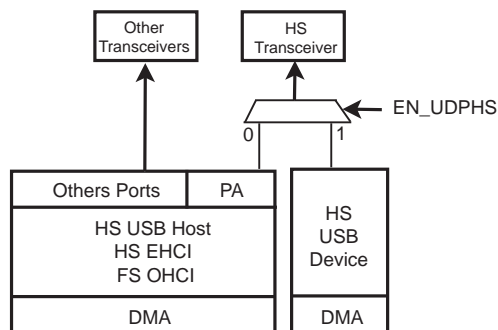 Other
Transceivers
HS
Transceiver
EN_UDPHS
0
1
Others Ports
PA
HS USB Host
HS EHCI
FS OHCI
DMA
HS
USB
Device
DMA